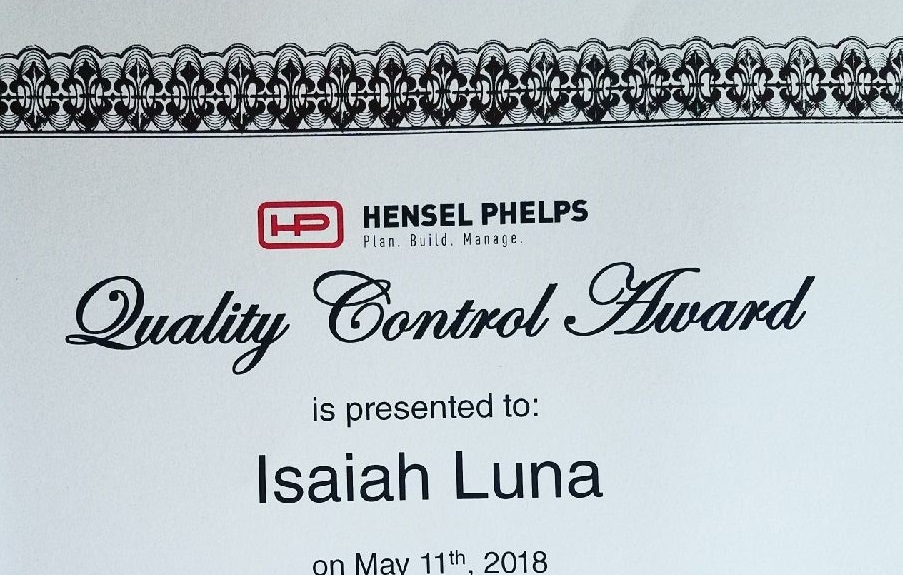 HP
HENSEL PHELPS
Plan. Build. Manage.
Quality Control Award
is presented to:
Isaiah Luna
on May 11th, 2018